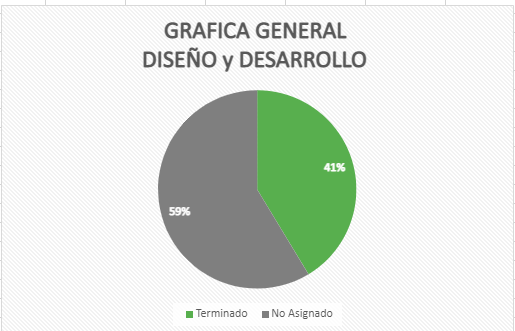 GRAFICA GENERAL
DISEÑO y DESARROLLO
41%
59%
Terminado No Asignado